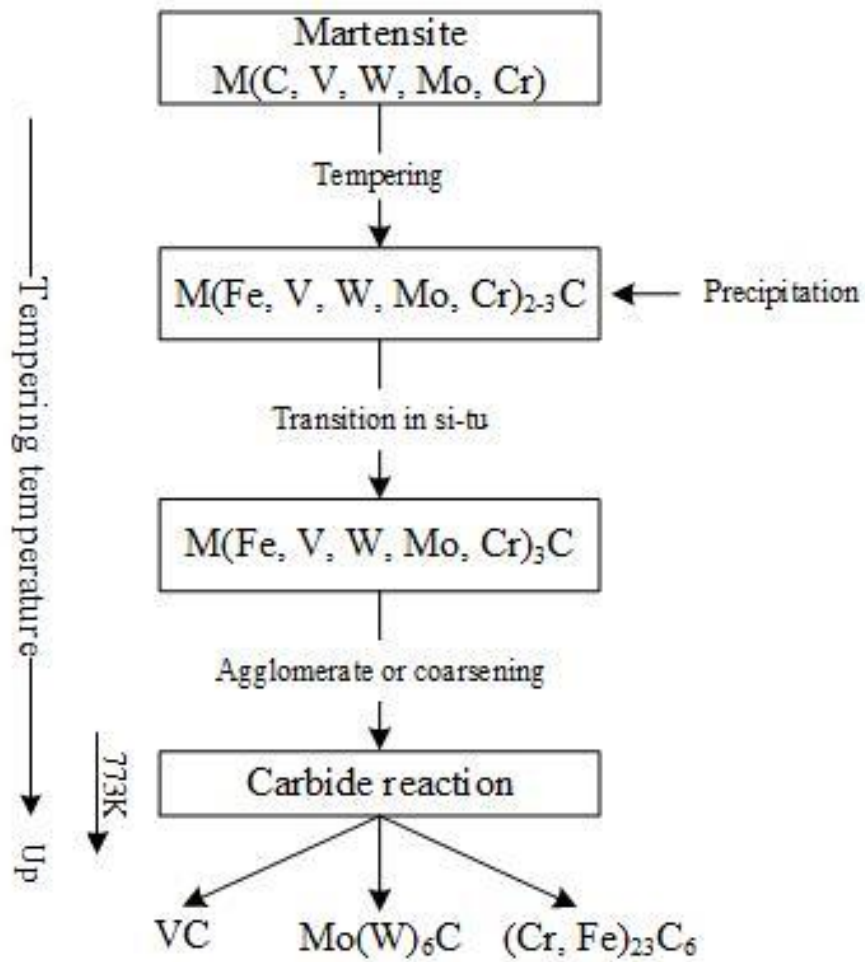 Martensite
M(C, V, W, Mo, Cr)
Tempering
M(Fe, V, W, Mo, Cr)₂₋₃C
Precipitation
Transition in si-tu
M(Fe, V, W, Mo, Cr)₃C
Agglomerate or coarsening
Carbide reaction
VC
Mo(W)₆C
(Cr, Fe)₂₃C₆
Tempering temperature
Up
773K